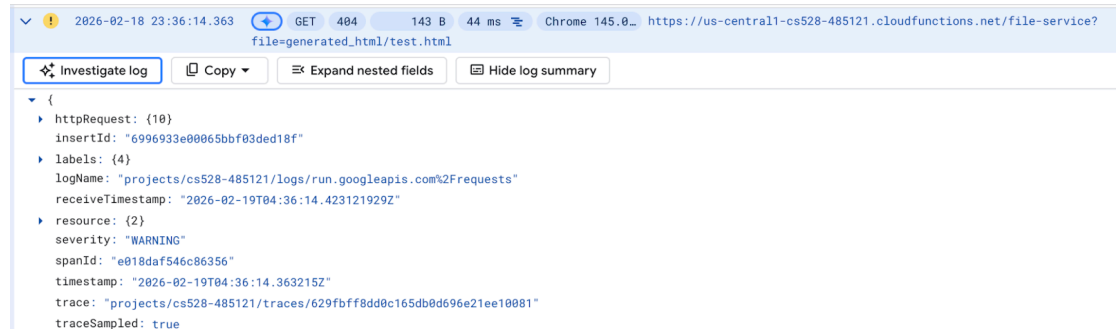 2026-02-18 23:36:14.363 GET 404 143 B 44 ms Chrome 145.0… https://us-central1-cs528-485121.cloudfunctions.net/file-service?
file=generated_html/test.html
Investigate log Copy Expand nested fields Hide log summary
{
httpRequest: {10}
insertId: "6996933e00065bbf03ded18f"
labels: {4}
logName: "projects/cs528-485121/logs/run.googleapis.com%2Frequests"
receiveTimestamp: "2026-02-19T04:36:14.423121929Z"
resource: {2}
severity: "WARNING"
spanId: "e018daf546c86356"
timestamp: "2026-02-19T04:36:14.363215Z"
trace: "projects/cs528-485121/traces/629fbff8dd0c165db0d696e21ee10081"
traceSampled: true